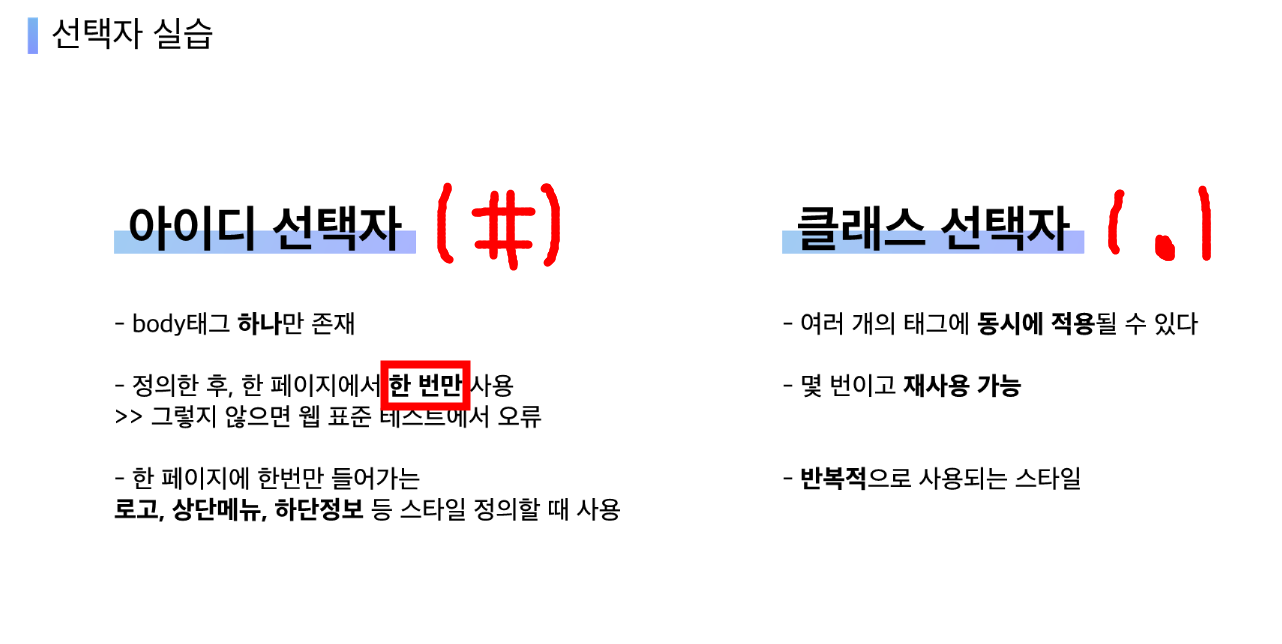 선택자 실습
아이디 선택자 (#)
- body태그 하나만 존재
- 정의한 후, 한 페이지에서 한 번만 사용
>> 그렇지 않으면 웹 표준 테스트에서 오류
- 한 페이지에 한번만 들어가는
로고, 상단메뉴, 하단정보 등 스타일 정의할 때 사용
클래스 선택자 (.)
- 여러 개의 태그에 동시에 적용될 수 있다
- 몇 번이고 재사용 가능
- 반복적으로 사용되는 스타일